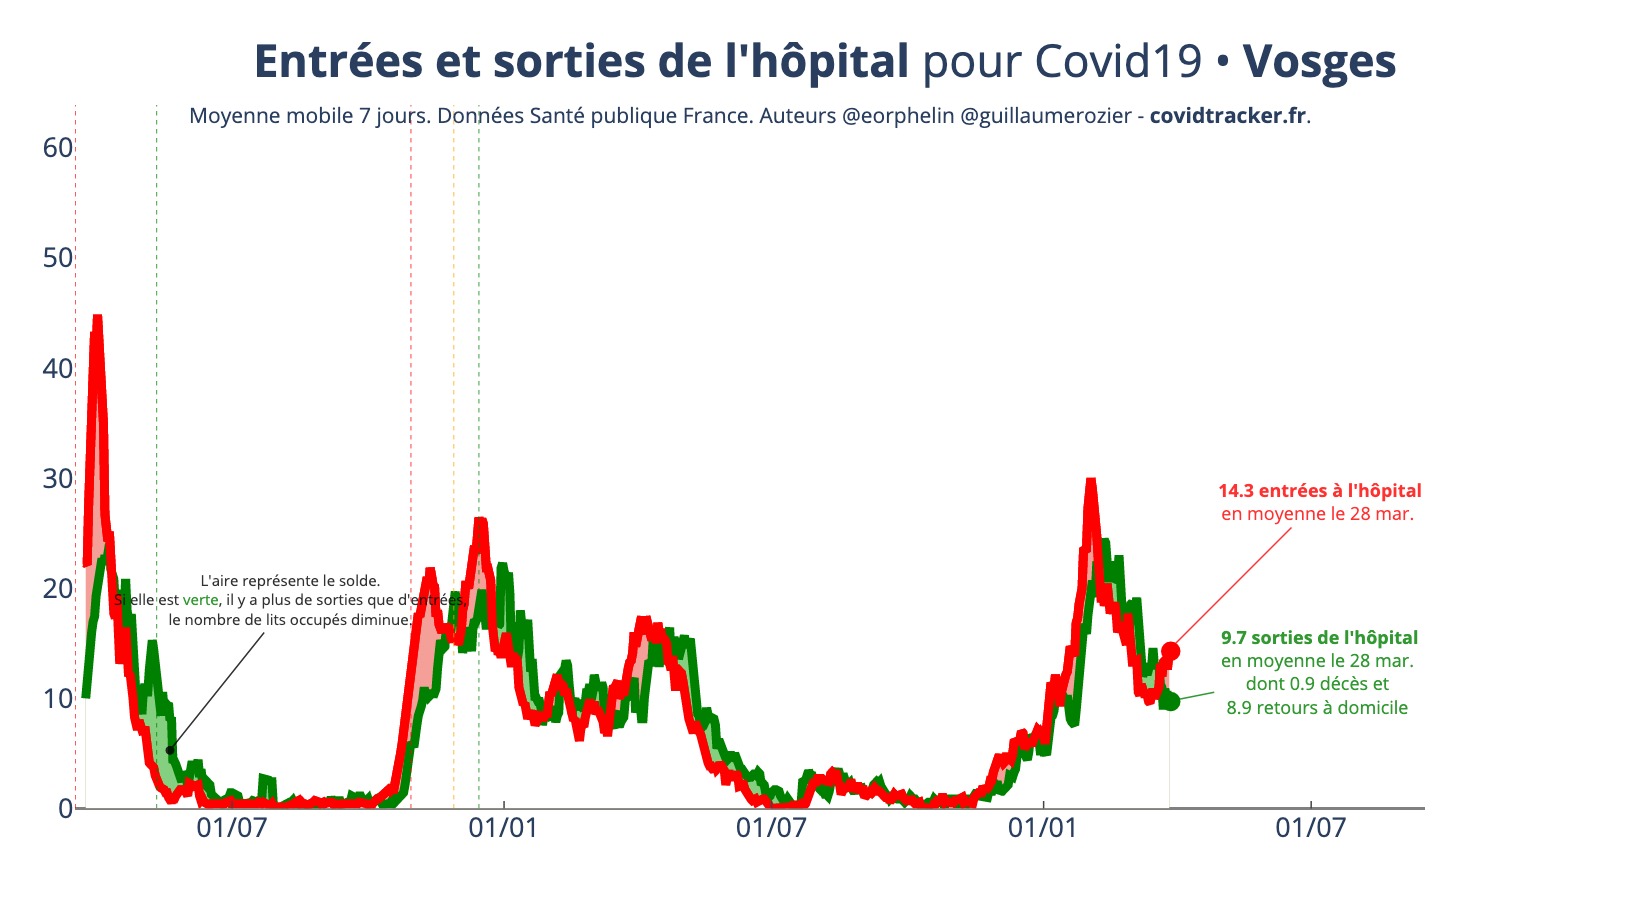 Entrées et sorties de l'hôpital pour Covid19 • Vosges
Moyenne mobile 7 jours. Données Santé publique France. Auteurs @eorphelin @guillaumerozier - covidtracker.fr.
60
50
40
30
20
10
0
L'aire représente le solde.
Si elle est verte, il y a plus de sorties que d'entrées,
le nombre de lits occupés diminue.
14.3 entrées à l'hôpital
en moyenne le 28 mar.
9.7 sorties de l'hôpital
en moyenne le 28 mar.
dont 0.9 décès et
8.9 retours à domicile
01/07
01/01
01/07
01/01
01/07